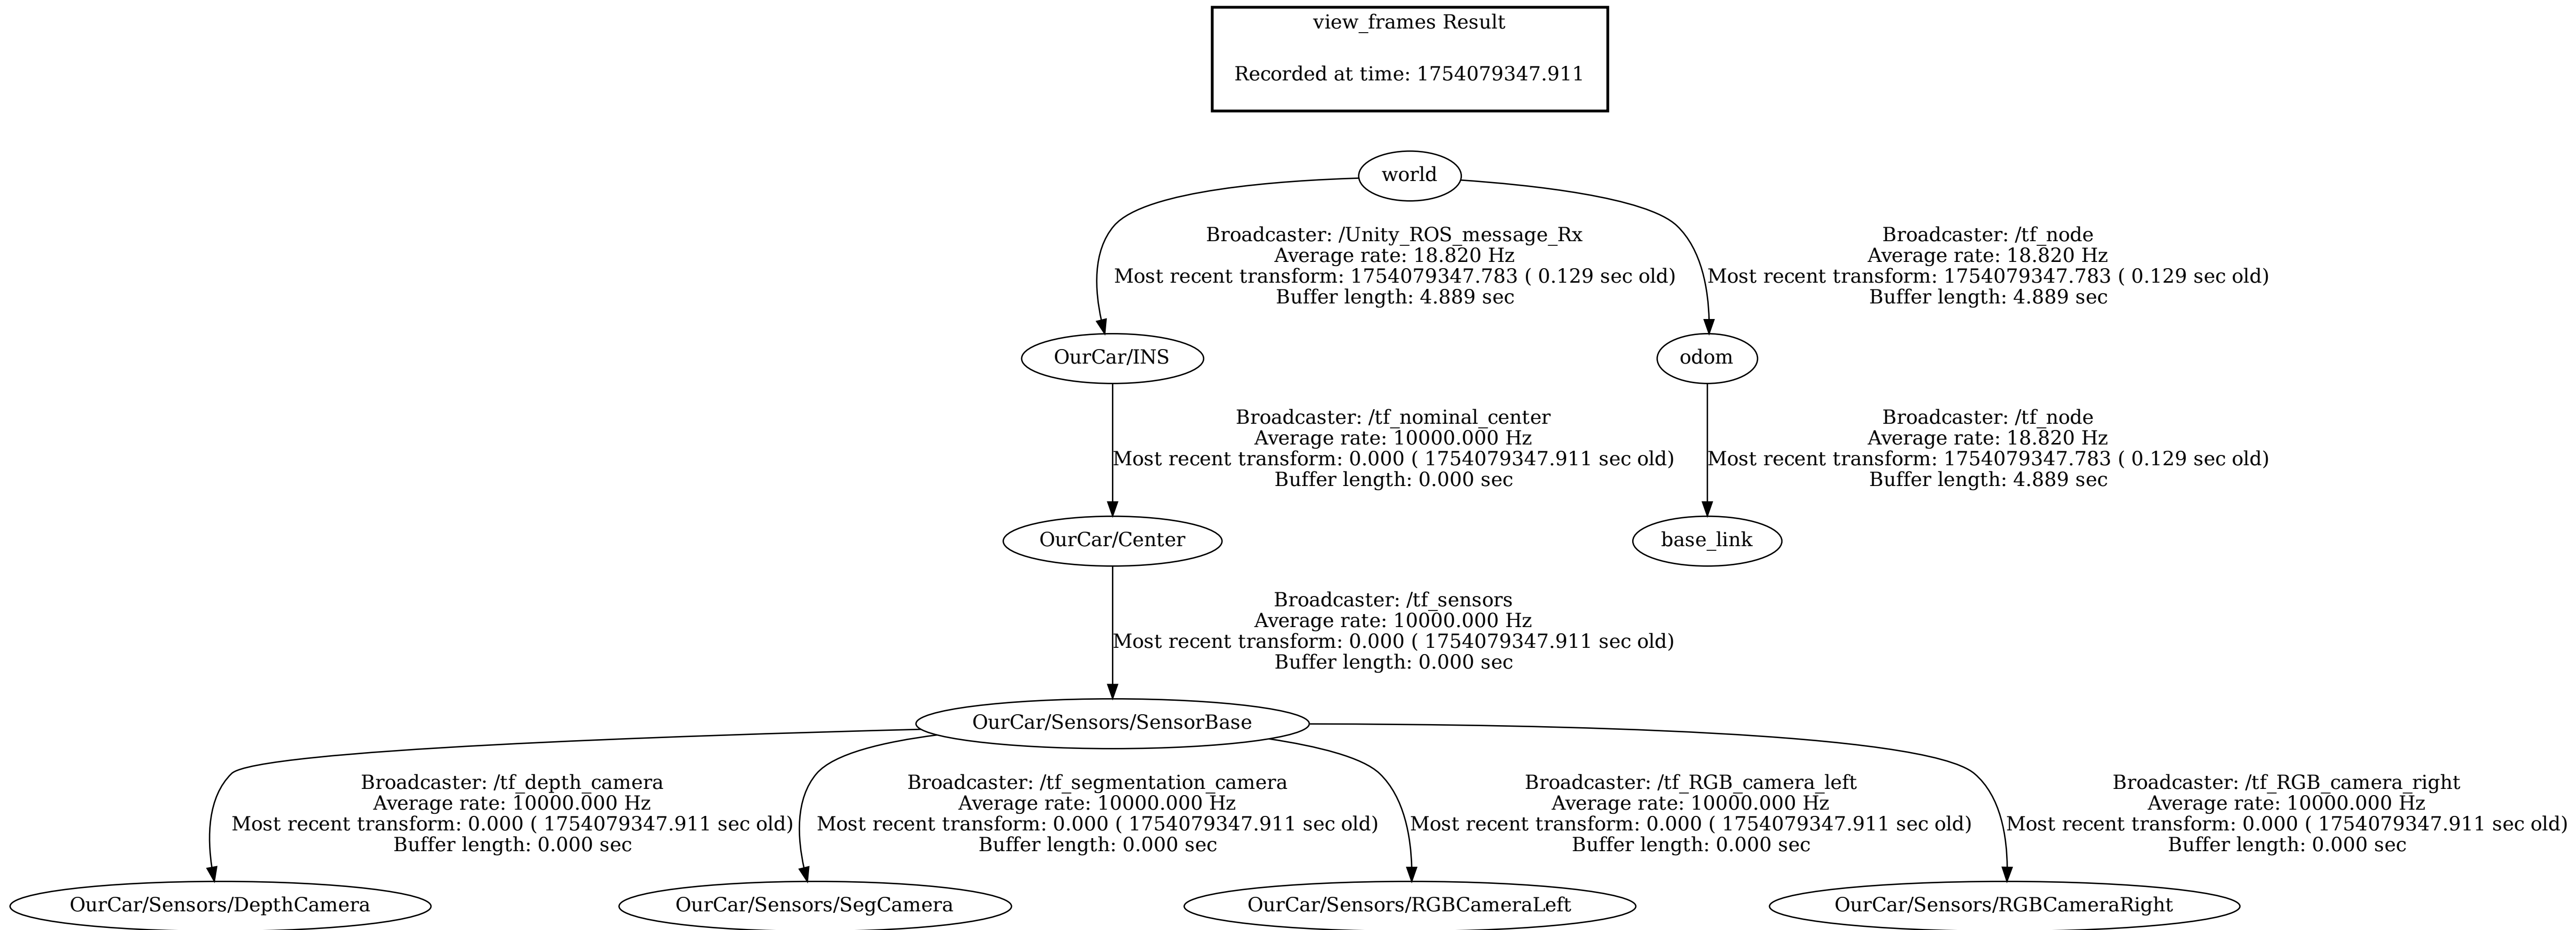 view_frames Result
Recorded at time: 1754079347.911
world
Broadcaster: /Unity_ROS_message_Rx
Average rate: 18.820 Hz
Most recent transform: 1754079347.783 ( 0.129 sec old)
Buffer length: 4.889 sec
Broadcaster: /tf_node
Average rate: 18.820 Hz
Most recent transform: 1754079347.783 ( 0.129 sec old)
Buffer length: 4.889 sec
OurCar/INS
odom
Broadcaster: /tf_nominal_center
Average rate: 10000.000 Hz
Most recent transform: 0.000 ( 1754079347.911 sec old)
Buffer length: 0.000 sec
Broadcaster: /tf_node
Average rate: 18.820 Hz
Most recent transform: 1754079347.783 ( 0.129 sec old)
Buffer length: 4.889 sec
OurCar/Center
base_link
Broadcaster: /tf_sensors
Average rate: 10000.000 Hz
Most recent transform: 0.000 ( 1754079347.911 sec old)
Buffer length: 0.000 sec
OurCar/Sensors/SensorBase
Broadcaster: /tf_depth_camera
Average rate: 10000.000 Hz
Most recent transform: 0.000 ( 1754079347.911 sec old)
Buffer length: 0.000 sec
Broadcaster: /tf_segmentation_camera
Average rate: 10000.000 Hz
Most recent transform: 0.000 ( 1754079347.911 sec old)
Buffer length: 0.000 sec
Broadcaster: /tf_RGB_camera_left
Average rate: 10000.000 Hz
Most recent transform: 0.000 ( 1754079347.911 sec old)
Buffer length: 0.000 sec
Broadcaster: /tf_RGB_camera_right
Average rate: 10000.000 Hz
Most recent transform: 0.000 ( 1754079347.911 sec old)
Buffer length: 0.000 sec
OurCar/Sensors/DepthCamera
OurCar/Sensors/SegCamera
OurCar/Sensors/RGBCameraLeft
OurCar/Sensors/RGBCameraRight